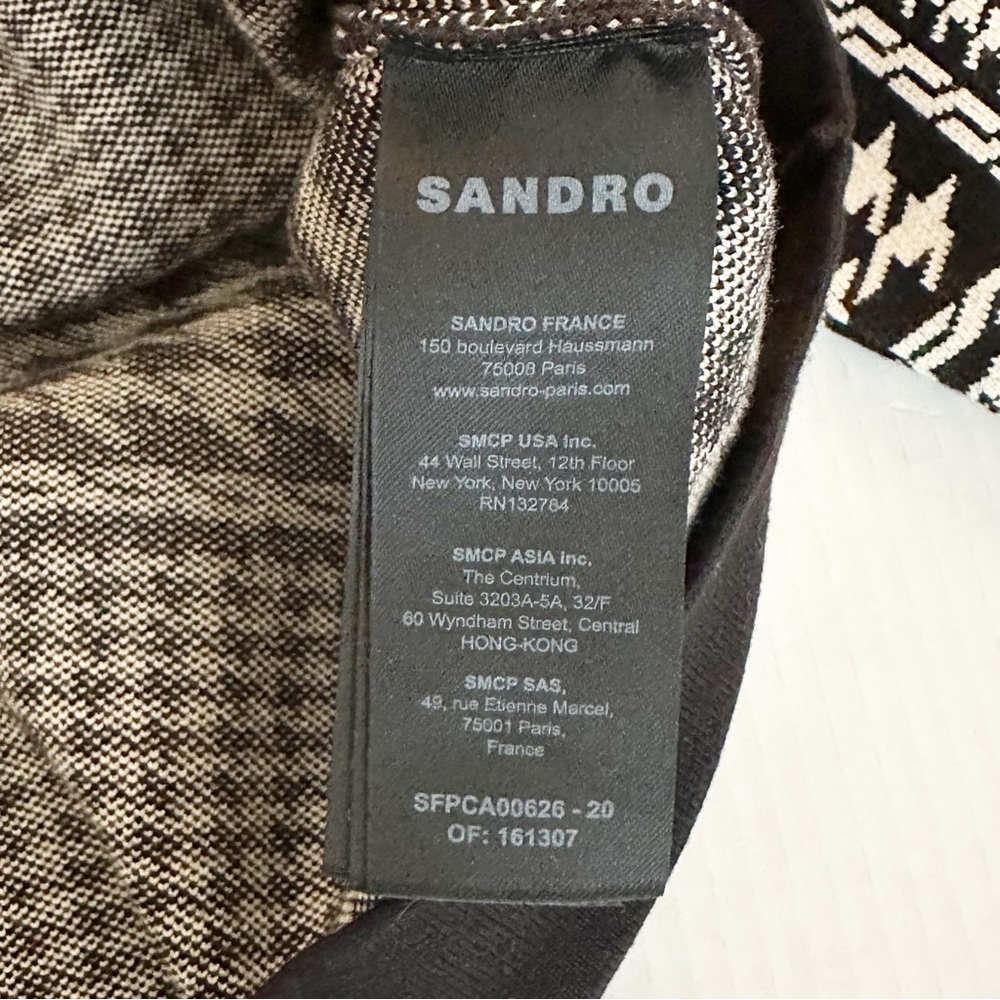 SANDRO
SANDRO FRANCE
150 boulevard Haussmann
75008 Paris
www.sandro-paris.com
SMCP USA Inc.
44 Wall Street, 12th Floor
New York, New York 10005
RN132784
SMCP ASIA Inc.
The Centrium,
Suite 3203A-5A, 32/F
60 Wyndham Street, Central
HONG-KONG
SMCP SAS,
49, rue Etienne Marcel,
75001 Paris,
France
SFPCA00626 - 20
OF: 161307